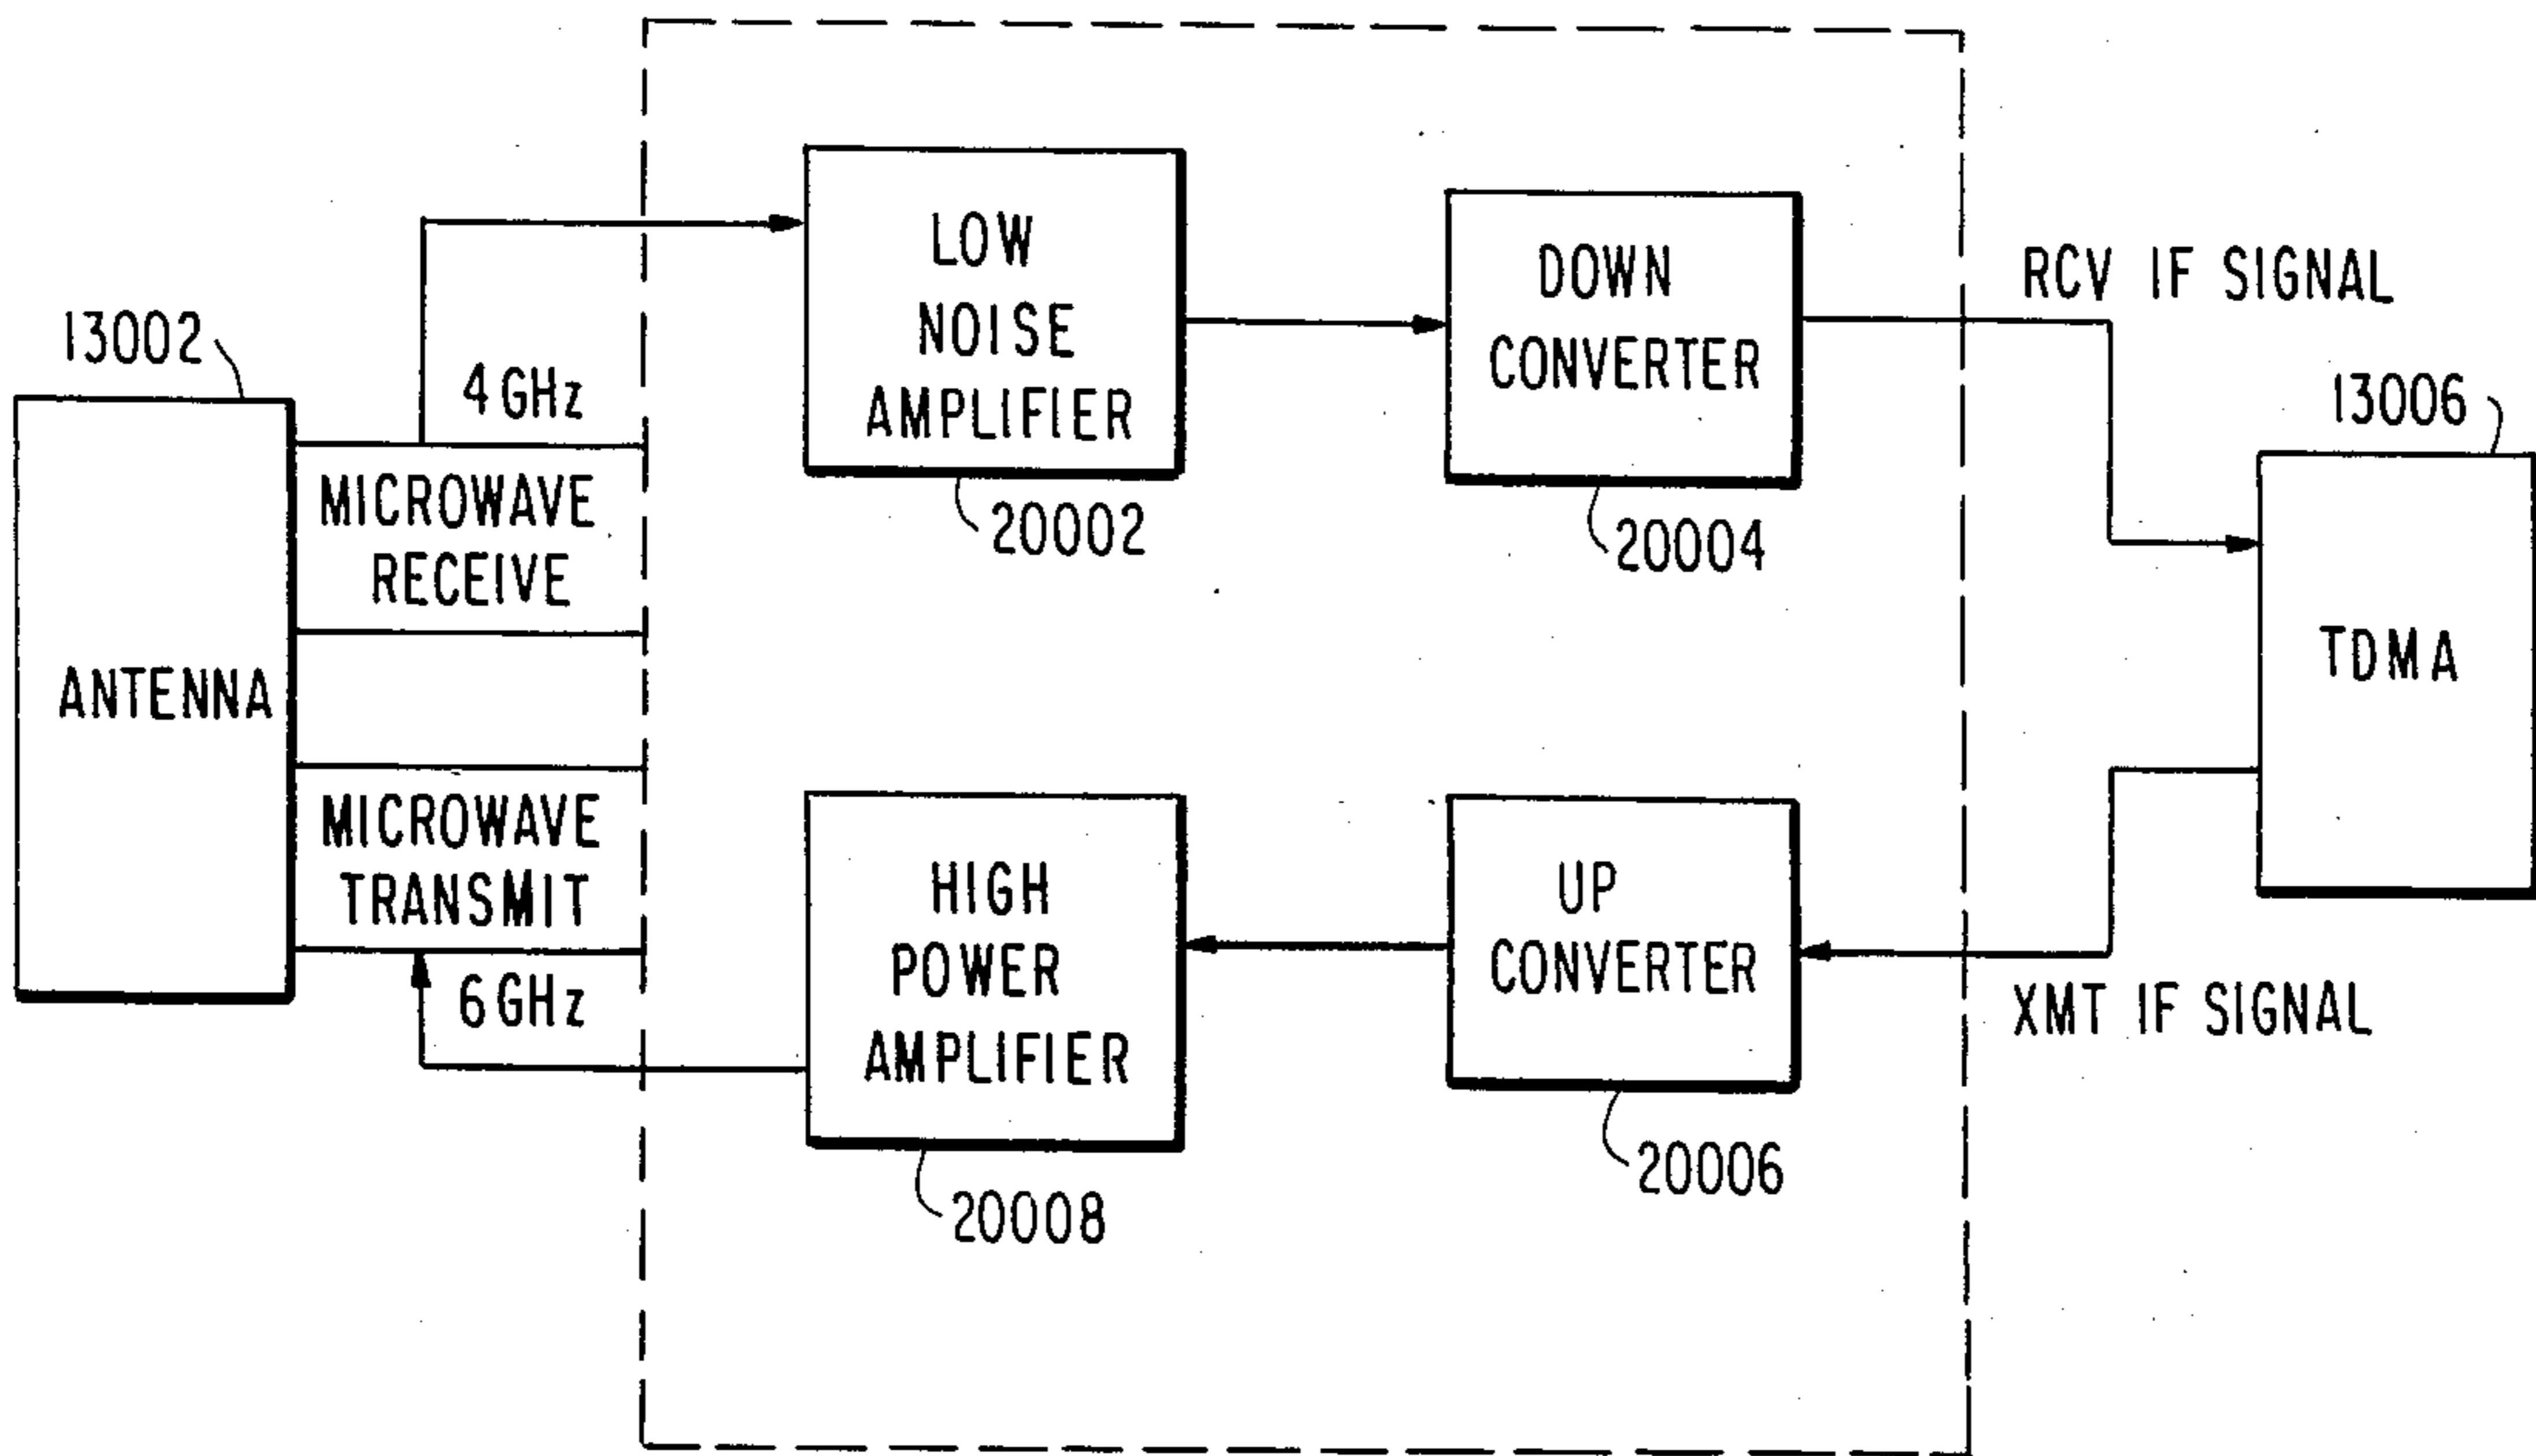 13002
ANTENNA
4 GHz
MICROWAVE
RECEIVE
MICROWAVE
TRANSMIT
6 GHz
LOW
NOISE
AMPLIFIER
20002
DOWN
CONVERTER
20004
RCV IF SIGNAL
13006
TDMA
HIGH
POWER
AMPLIFIER
20008
UP
CONVERTER
20006
XMT IF SIGNAL